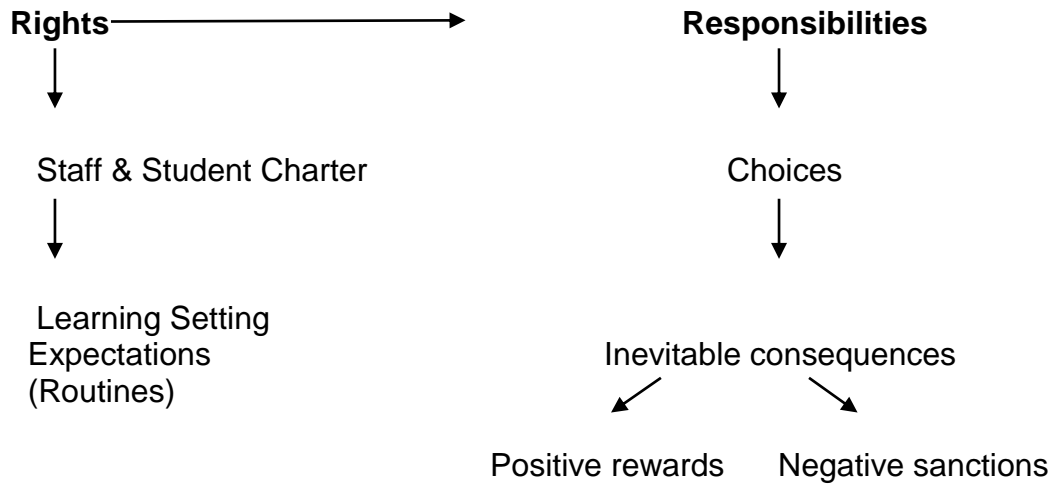 Rights
Responsibilities
Staff & Student Charter
Choices
Learning Setting
Expectations
(Routines)
Inevitable consequences
Positive rewards
Negative sanctions